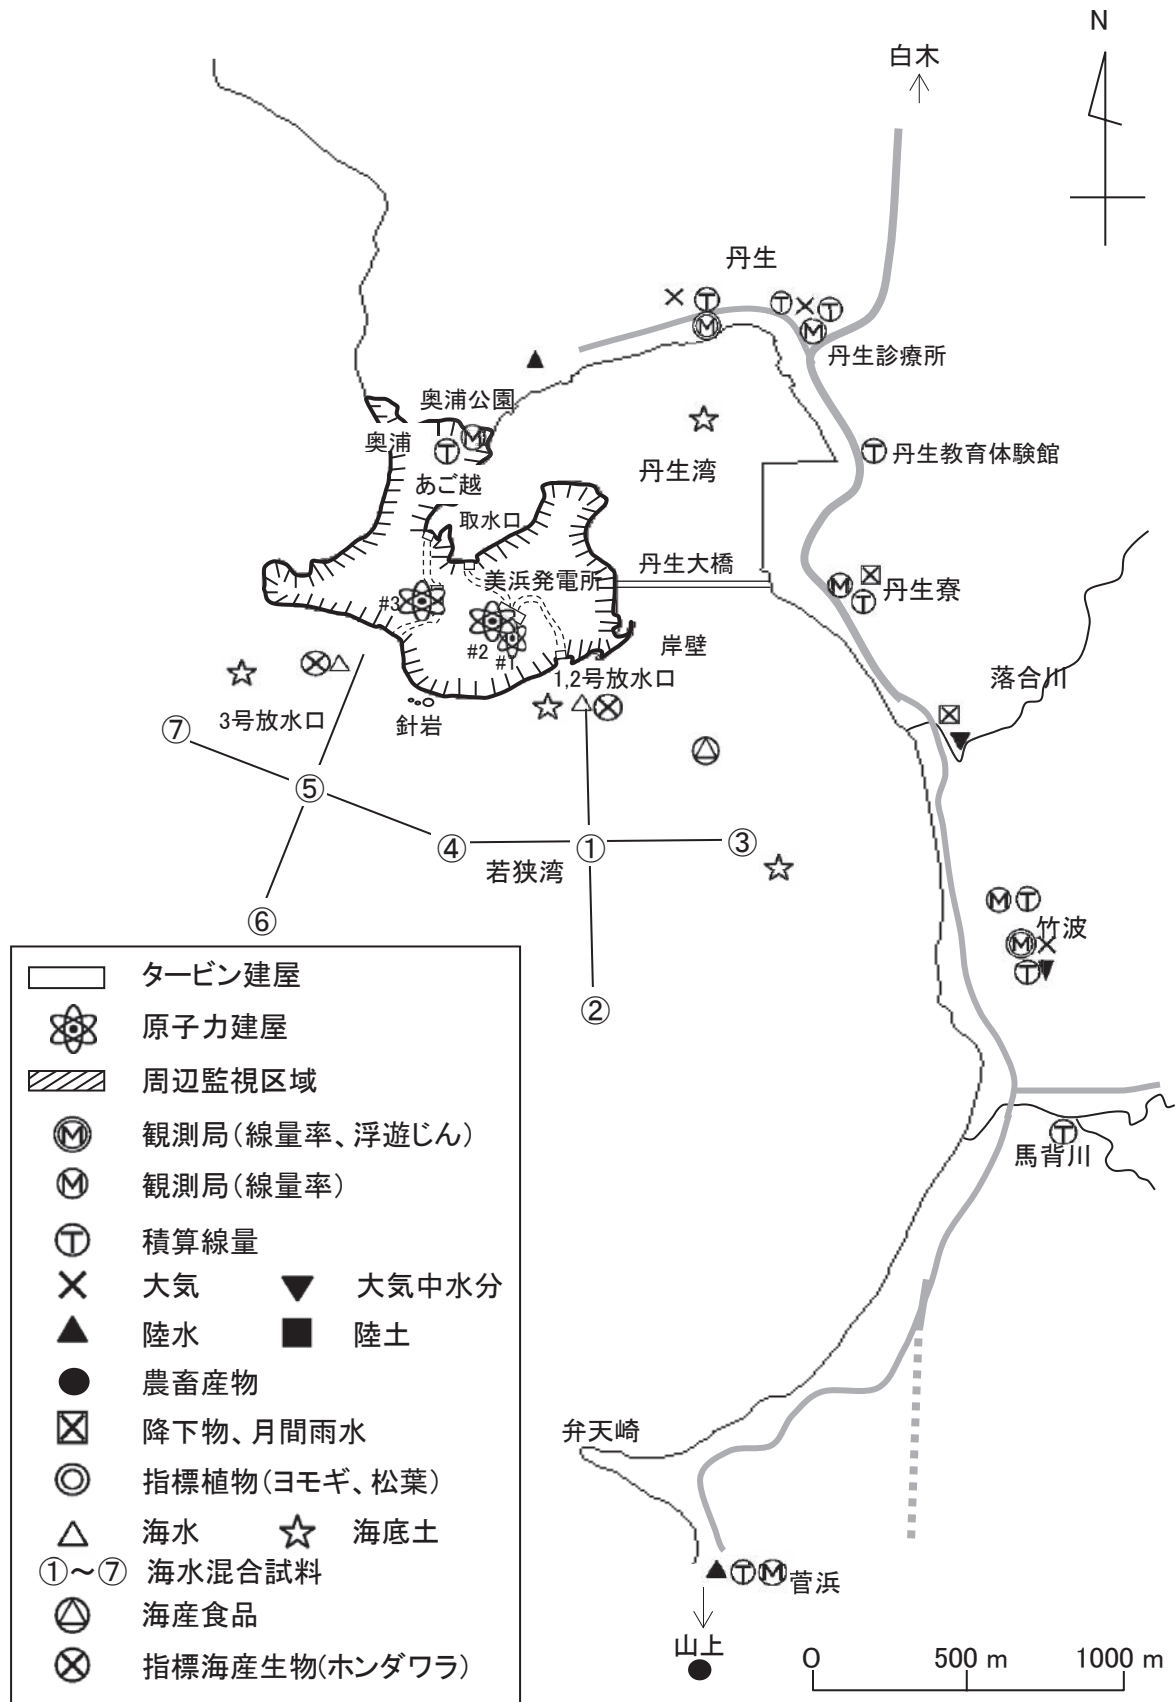 N
白木
丹生
丹生診療所
奥浦公園
奥浦
丹生教育体験館
丹生湾
あご越
取水口
丹生大橋
美浜発電所
丹生寮
#3
#2
#1
岸壁
1,2号放水口
落合川
3号放水口
針岩
⑦
⑤
④
①
③
若狭湾
⑥
竹波
②
馬背川
弁天崎
菅浜
山上
O 500 m 1000 m
タービン建屋
原子力建屋
周辺監視区域
M 観測局(線量率、浮遊じん)
M 観測局(線量率)
T 積算線量
大気 大気中水分
陸水 陸土
農畜産物
降下物、月間雨水
指標植物(ヨモギ、松葉)
海水 海底土
①～⑦ 海水混合試料
海産食品
指標海産生物(ホンダワラ)